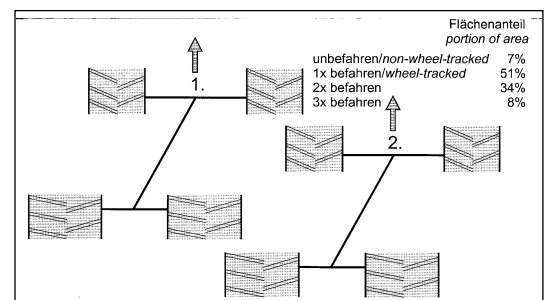 Flächenanteil
portion of area
unbefahren/non-wheel-tracked 7%
1x befahren/wheel-tracked 51%
2x befahren 34%
3x befahren 8%
1.
2.